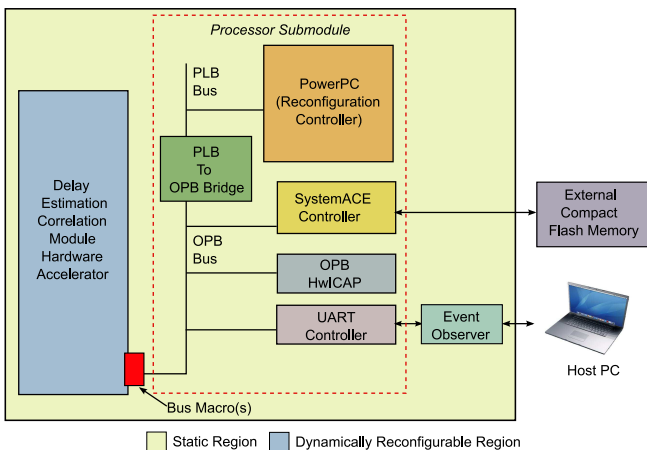 Processor Submodule
PLB
Bus
PowerPC
(Reconfiguration
Controller)
PLB
To
OPB Bridge
Delay
Estimation
Correlation
Module
Hardware
Accelerator
SystemACE
Controller
External
Compact
Flash Memory
OPB
Bus
OPB
HwICAP
UART
Controller
Event
Observer
Host PC
Bus Macro(s)
Static Region
Dynamically Reconfigurable Region